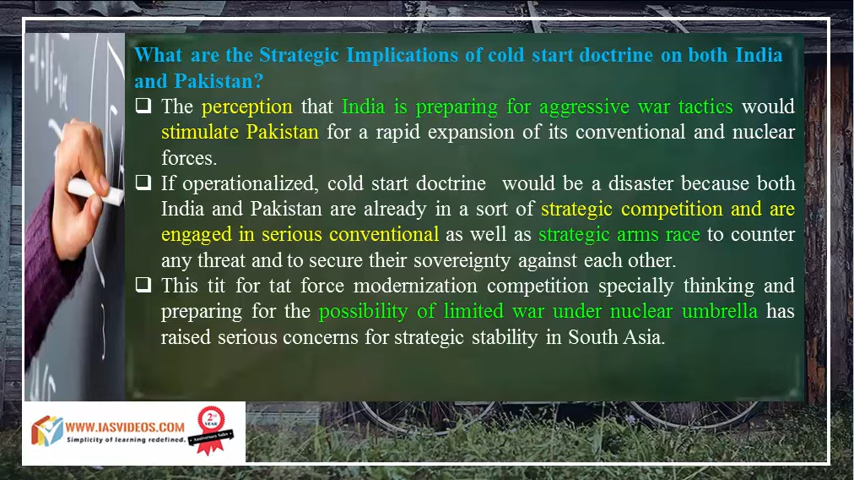 What are the Strategic Implications of cold start doctrine on both India
and Pakistan?
❑ The perception that India is preparing for aggressive war tactics would
stimulate Pakistan for a rapid expansion of its conventional and nuclear
forces.
❑ If operationalized, cold start doctrine would be a disaster because both
India and Pakistan are already in a sort of strategic competition and are
engaged in serious conventional as well as strategic arms race to counter
any threat and to secure their sovereignty against each other.
❑ This tit for tat force modernization competition specially thinking and
preparing for the possibility of limited war under nuclear umbrella has
raised serious concerns for strategic stability in South Asia.
WWW.IASVIDEOS.COM
Simplicity of learning redefined.
2nd
YEAR